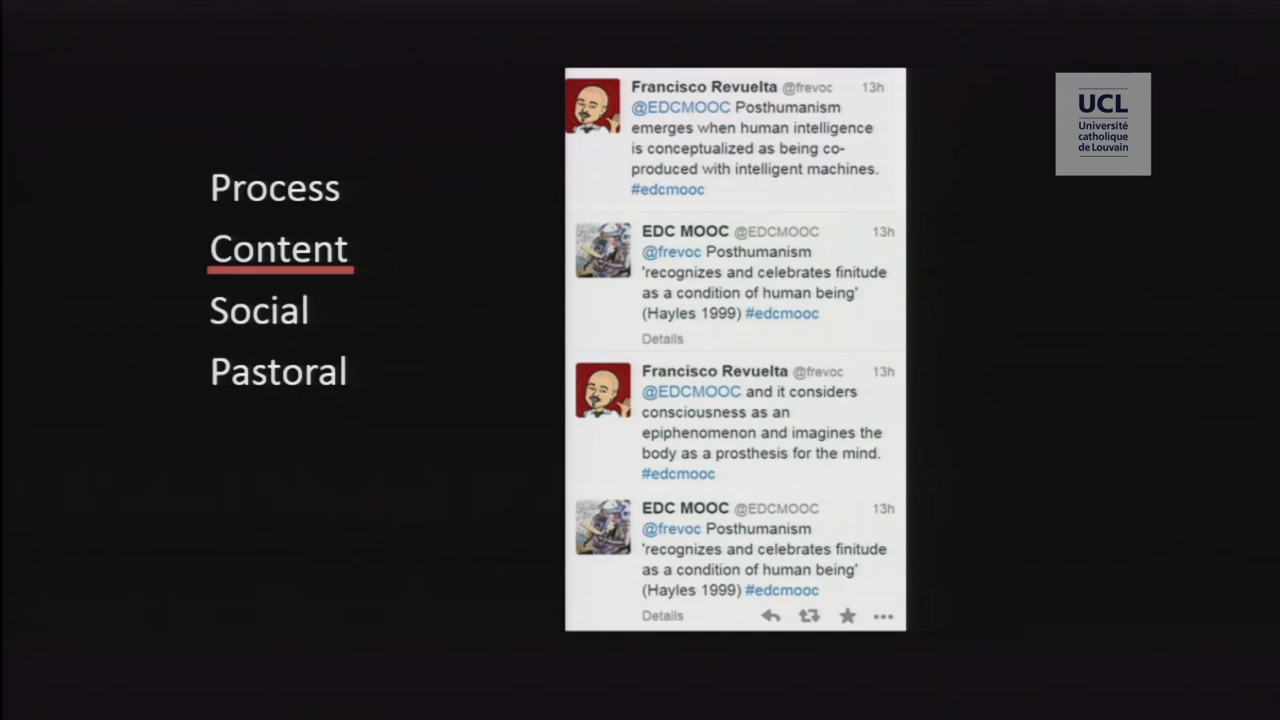 Process
Content
Social
Pastoral
Francisco Revuelta @frevoc 13h
@EDCMOOC Posthumanism
emerges when human intelligence
is conceptualized as being co-
produced with intelligent machines.
#edcmooc
EDC MOOC @EDCMOOC 13h
@frevoc Posthumanism
'recognizes and celebrates finitude
as a condition of human being'
(Hayles 1999) #edcmooc
Details
Francisco Revuelta @frevoc 13h
@EDCMOOC and it considers
consciousness as an
epiphenomenon and imagines the
body as a prosthesis for the mind.
#edcmooc
EDC MOOC @EDCMOOC 13h
@frevoc Posthumanism
'recognizes and celebrates finitude
as a condition of human being'
(Hayles 1999) #edcmooc
Details
UCL
Université
catholique
de Louvain